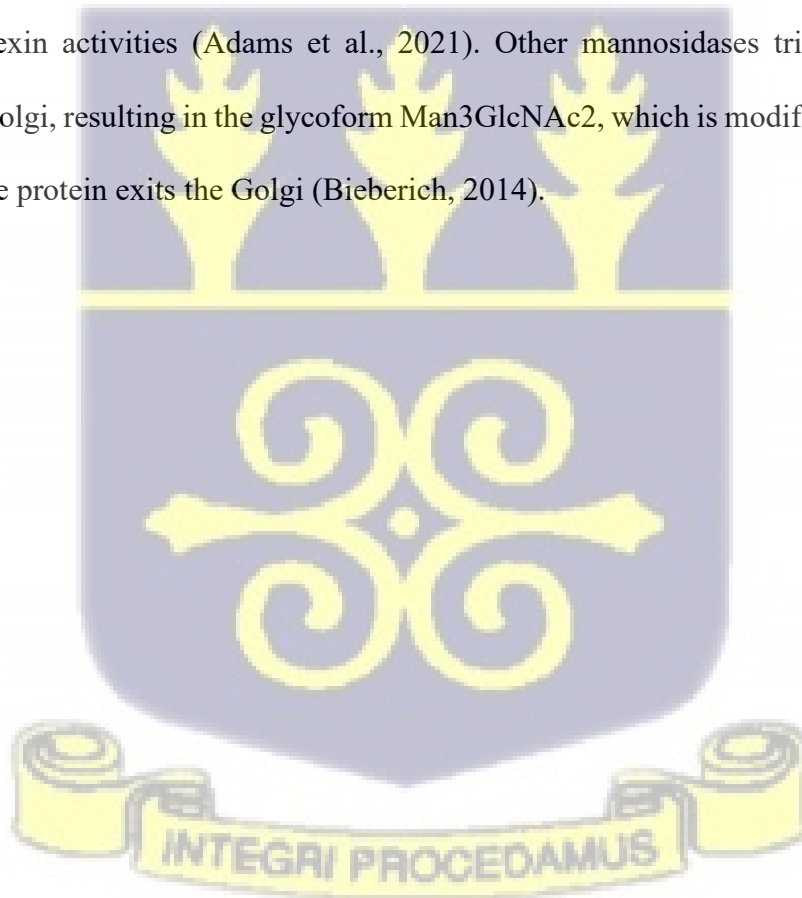 exin activities (Adams et al., 2021). Other mannosidases tri
olgi, resulting in the glycoform Man3GlcNAc2, which is modif
e protein exits the Golgi (Bieberich, 2014).
INTEGRI PROCEDAMUS